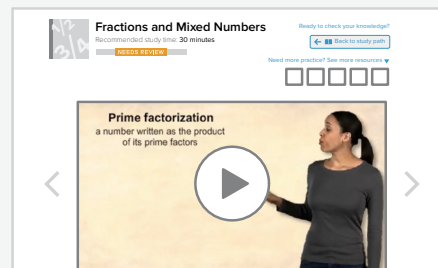 Fractions and Mixed Numbers
Recommended study time: 30 minutes
NEEDS REVIEW
Ready to check your knowledge?
Back to study path
Need more practice? See more resources
Prime factorization
a number written as the product
of its prime factors